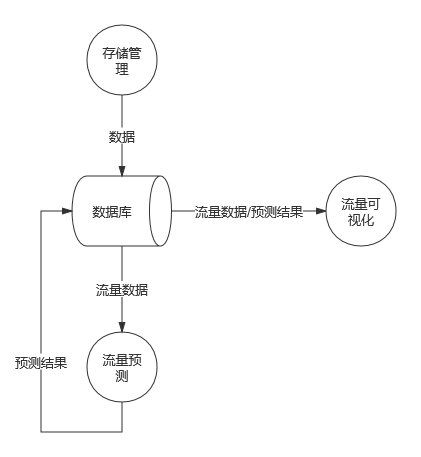 存储管
理
数据
数据库
流量数据/预测结果
流量可
视化
流量数据
预测结果
流量预
测